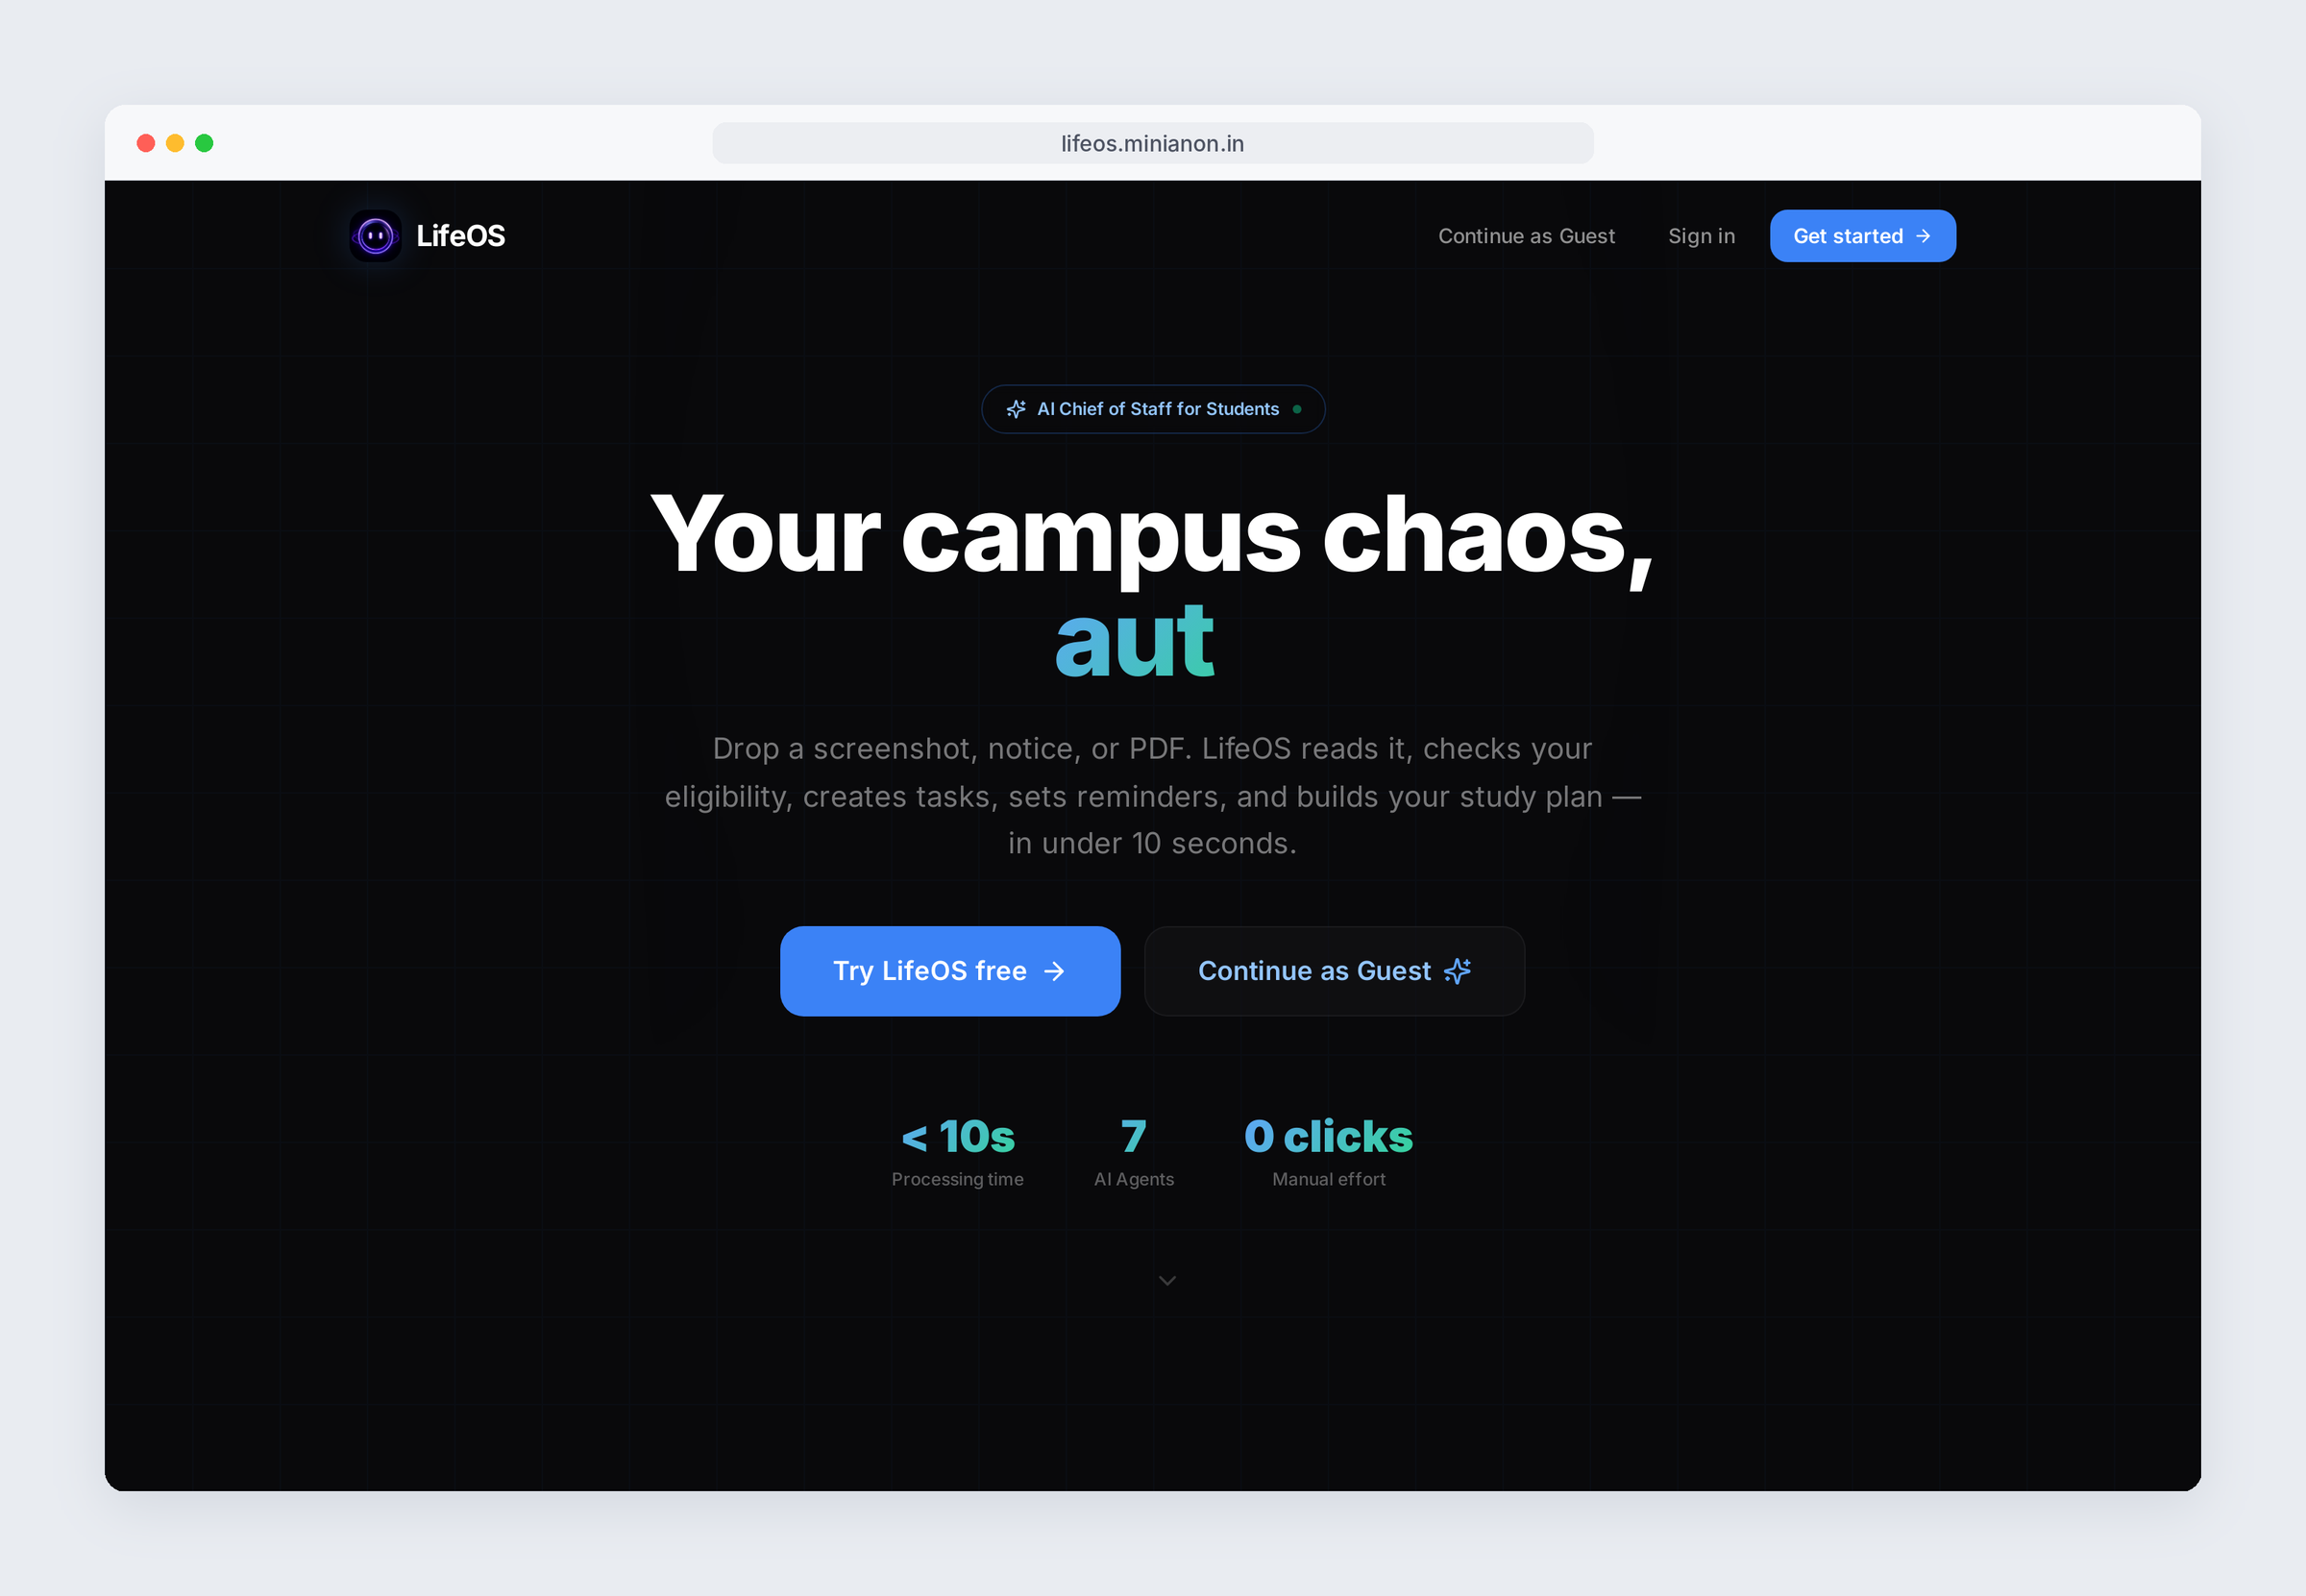 lifeos.minianon.in
LifeOS
Continue as Guest
Sign in
Get started
AI Chief of Staff for Students
Your campus chaos,
aut
Drop a screenshot, notice, or PDF. LifeOS reads it, checks your
eligibility, creates tasks, sets reminders, and builds your study plan —
in under 10 seconds.
Try LifeOS free
Continue as Guest
< 10s
Processing time
7
AI Agents
0 clicks
Manual effort